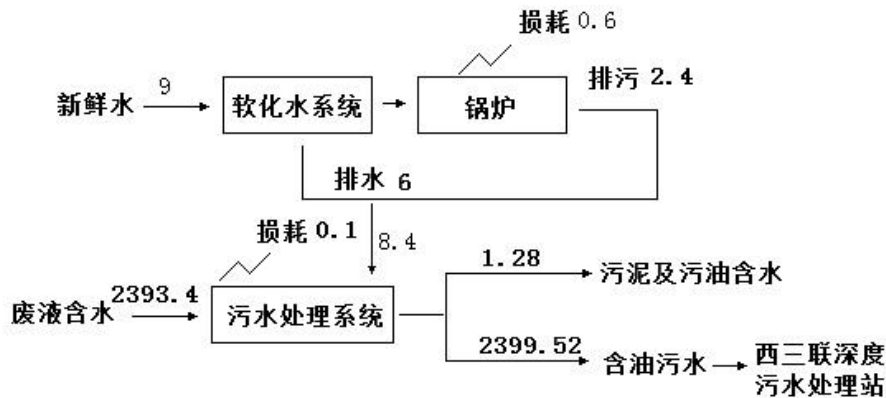 损耗 0.6
新鲜水
9
软化水系统
锅炉
排污 2.4
排水 6
损耗 0.1
8.4
废液含水
2393.4
污水处理系统
1.28
污泥及污油含水
2399.52
含油污水
西三联深度
污水处理站